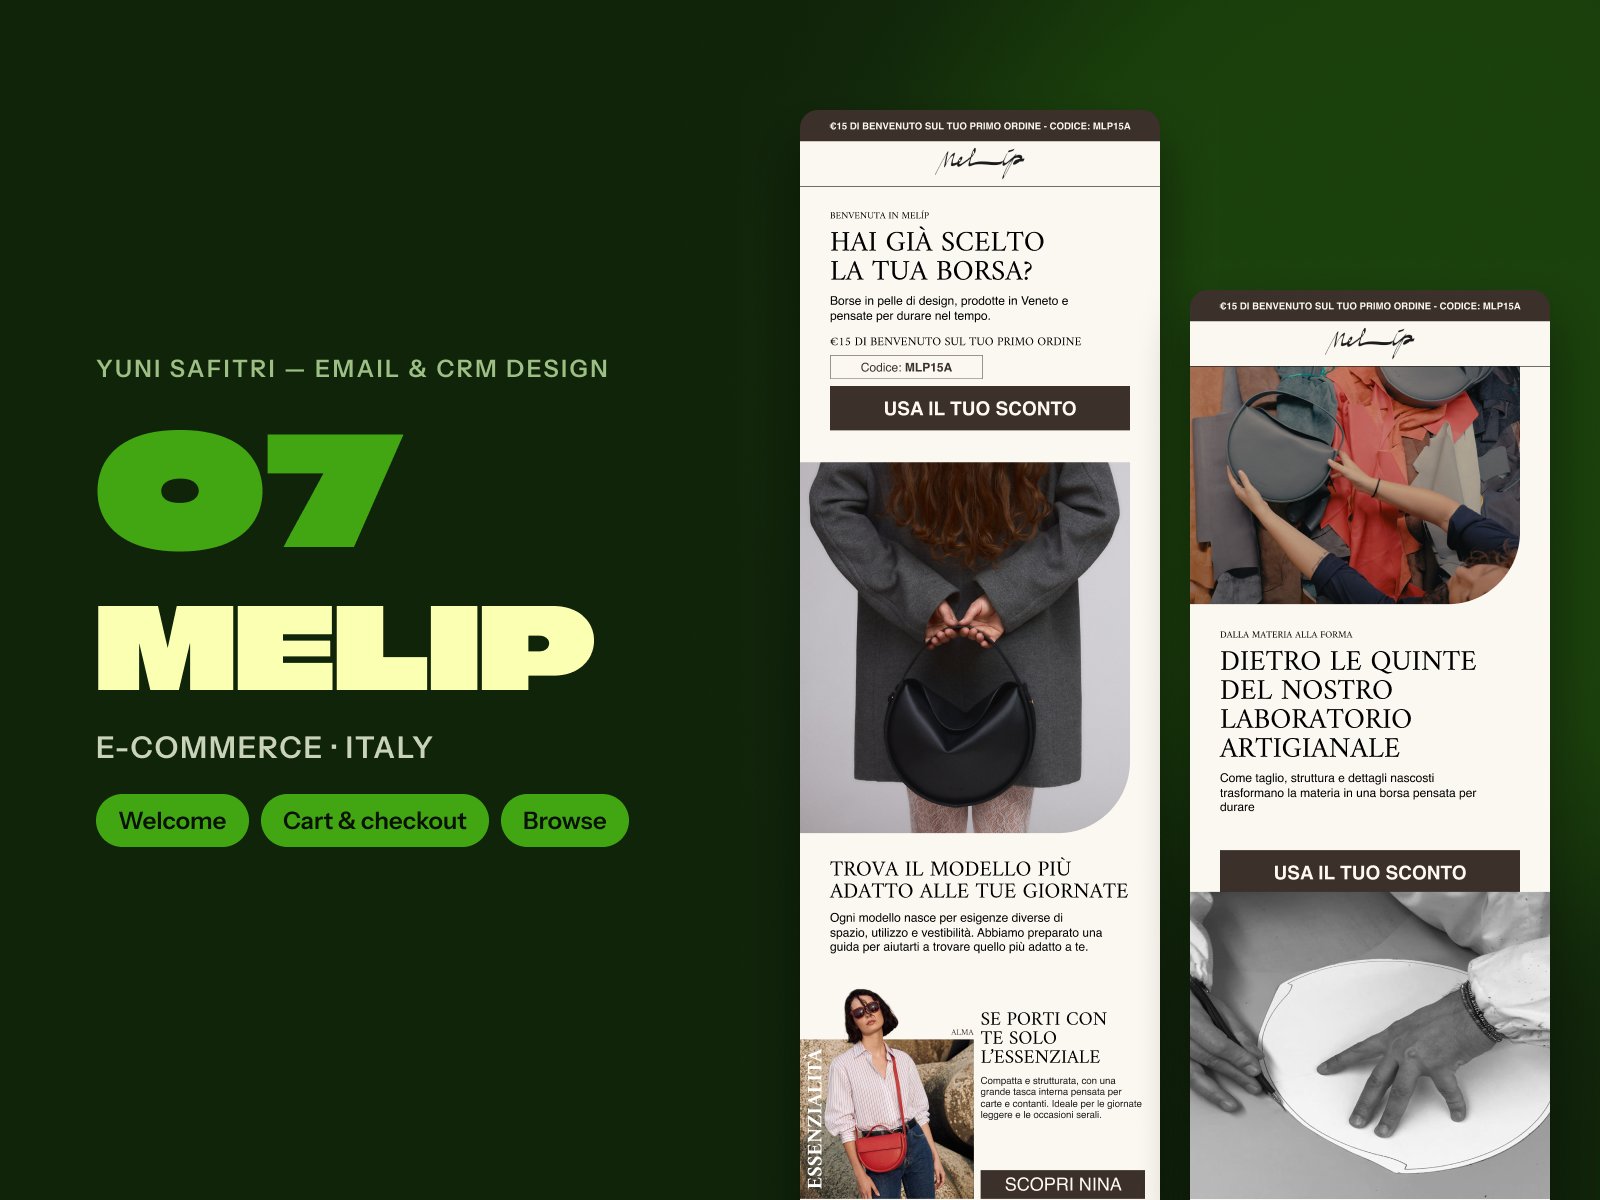 YUNI SAFITRI — EMAIL & CRM DESIGN
07
MELIP
E-COMMERCE · ITALY
Welcome
Cart & checkout
Browse
€15 DI BENVENUTO SUL TUO PRIMO ORDINE - CODICE: MLP15A
Melíp
BENVENUTA IN MELÍP
HAI GIÀ SCELTO
LA TUA BORSA?
Borse in pelle di design, prodotte in Veneto e
pensate per durare nel tempo.
€15 DI BENVENUTO SUL TUO PRIMO ORDINE
Codice: MLP15A
USA IL TUO SCONTO
TROVA IL MODELLO PIÙ
ADATTO ALLE TUE GIORNATE
Ogni modello nasce per esigenze diverse di
spazio, utilizzo e vestibilità. Abbiamo preparato una
guida per aiutarti a trovare quello più adatto a te.
ESSENZIALITA
ALMA
SE PORTI CON
TE SOLO
L'ESSENZIALE
Compatta e strutturata, con una
grande tasca interna pensata per
carte e contanti. Ideale per le giornate
leggere e le occasioni serali.
SCOPRI NINA
€15 DI BENVENUTO SUL TUO PRIMO ORDINE - CODICE: MLP15A
Melíp
DALLA MATERIA ALLA FORMA
DIETRO LE QUINTE
DEL NOSTRO
LABORATORIO
ARTIGIANALE
Come taglio, struttura e dettagli nascosti
trasformano la materia in una borsa pensata per
durare
USA IL TUO SCONTO